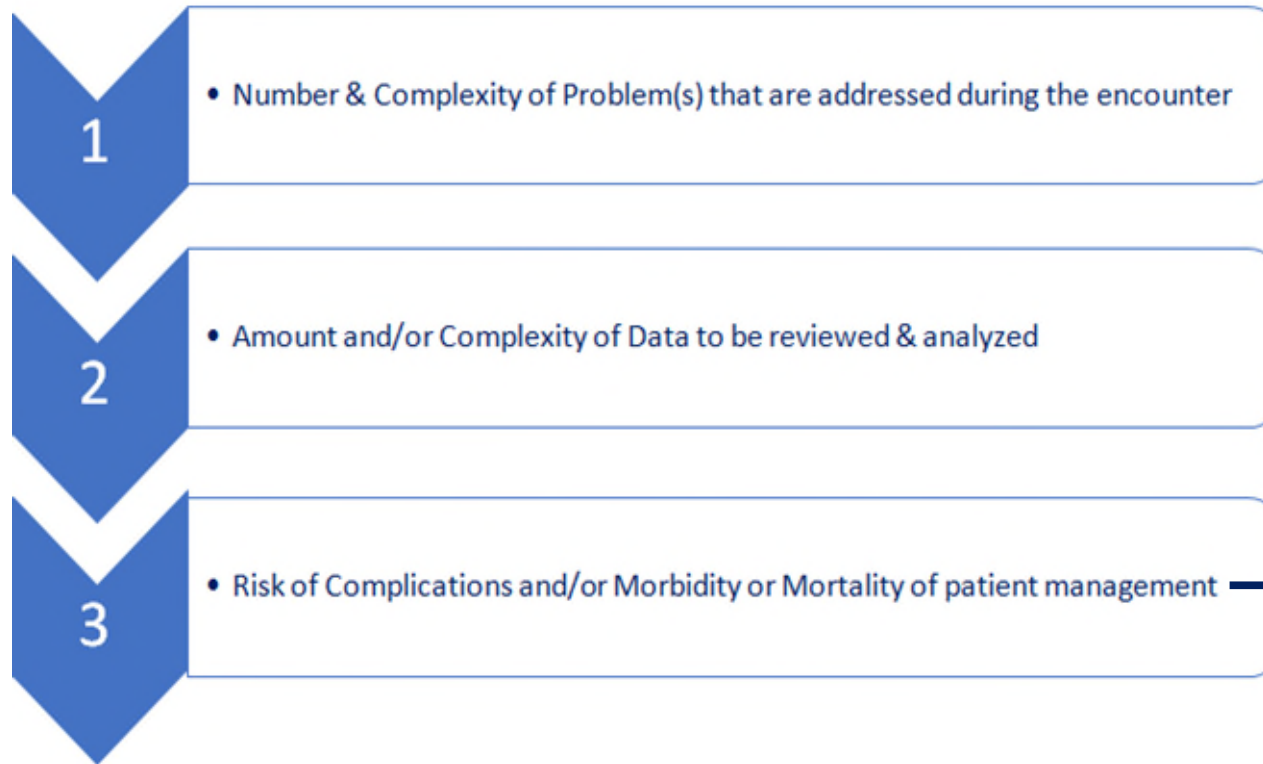 1
• Number & Complexity of Problem(s) that are addressed during the encounter
2
• Amount and/or Complexity of Data to be reviewed & analyzed
3
• Risk of Complications and/or Morbidity or Mortality of patient management